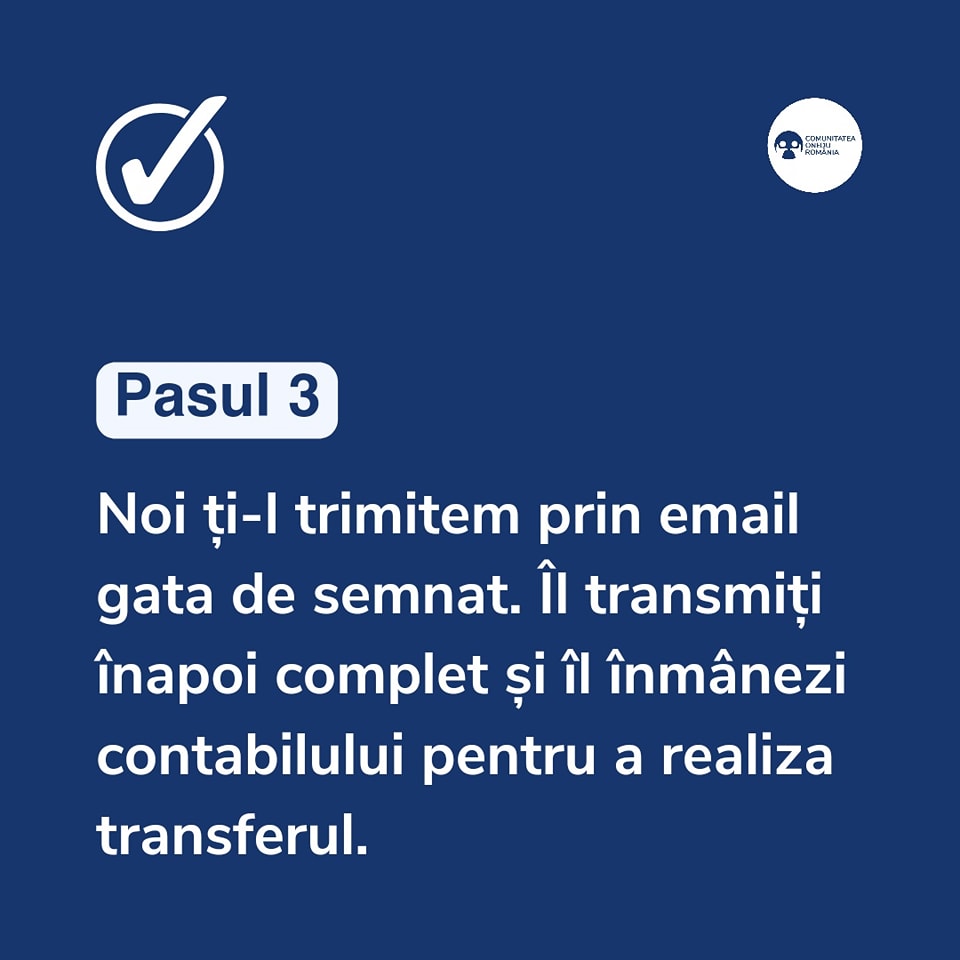 COMUNITATEA
ONHJU
ROMÂNIA
Pasul 3
Noi ți-l trimitem prin email
gata de semnat. Îl transmiți
înapoi complet și îl înmânezi
contabilului pentru a realiza
transferul.